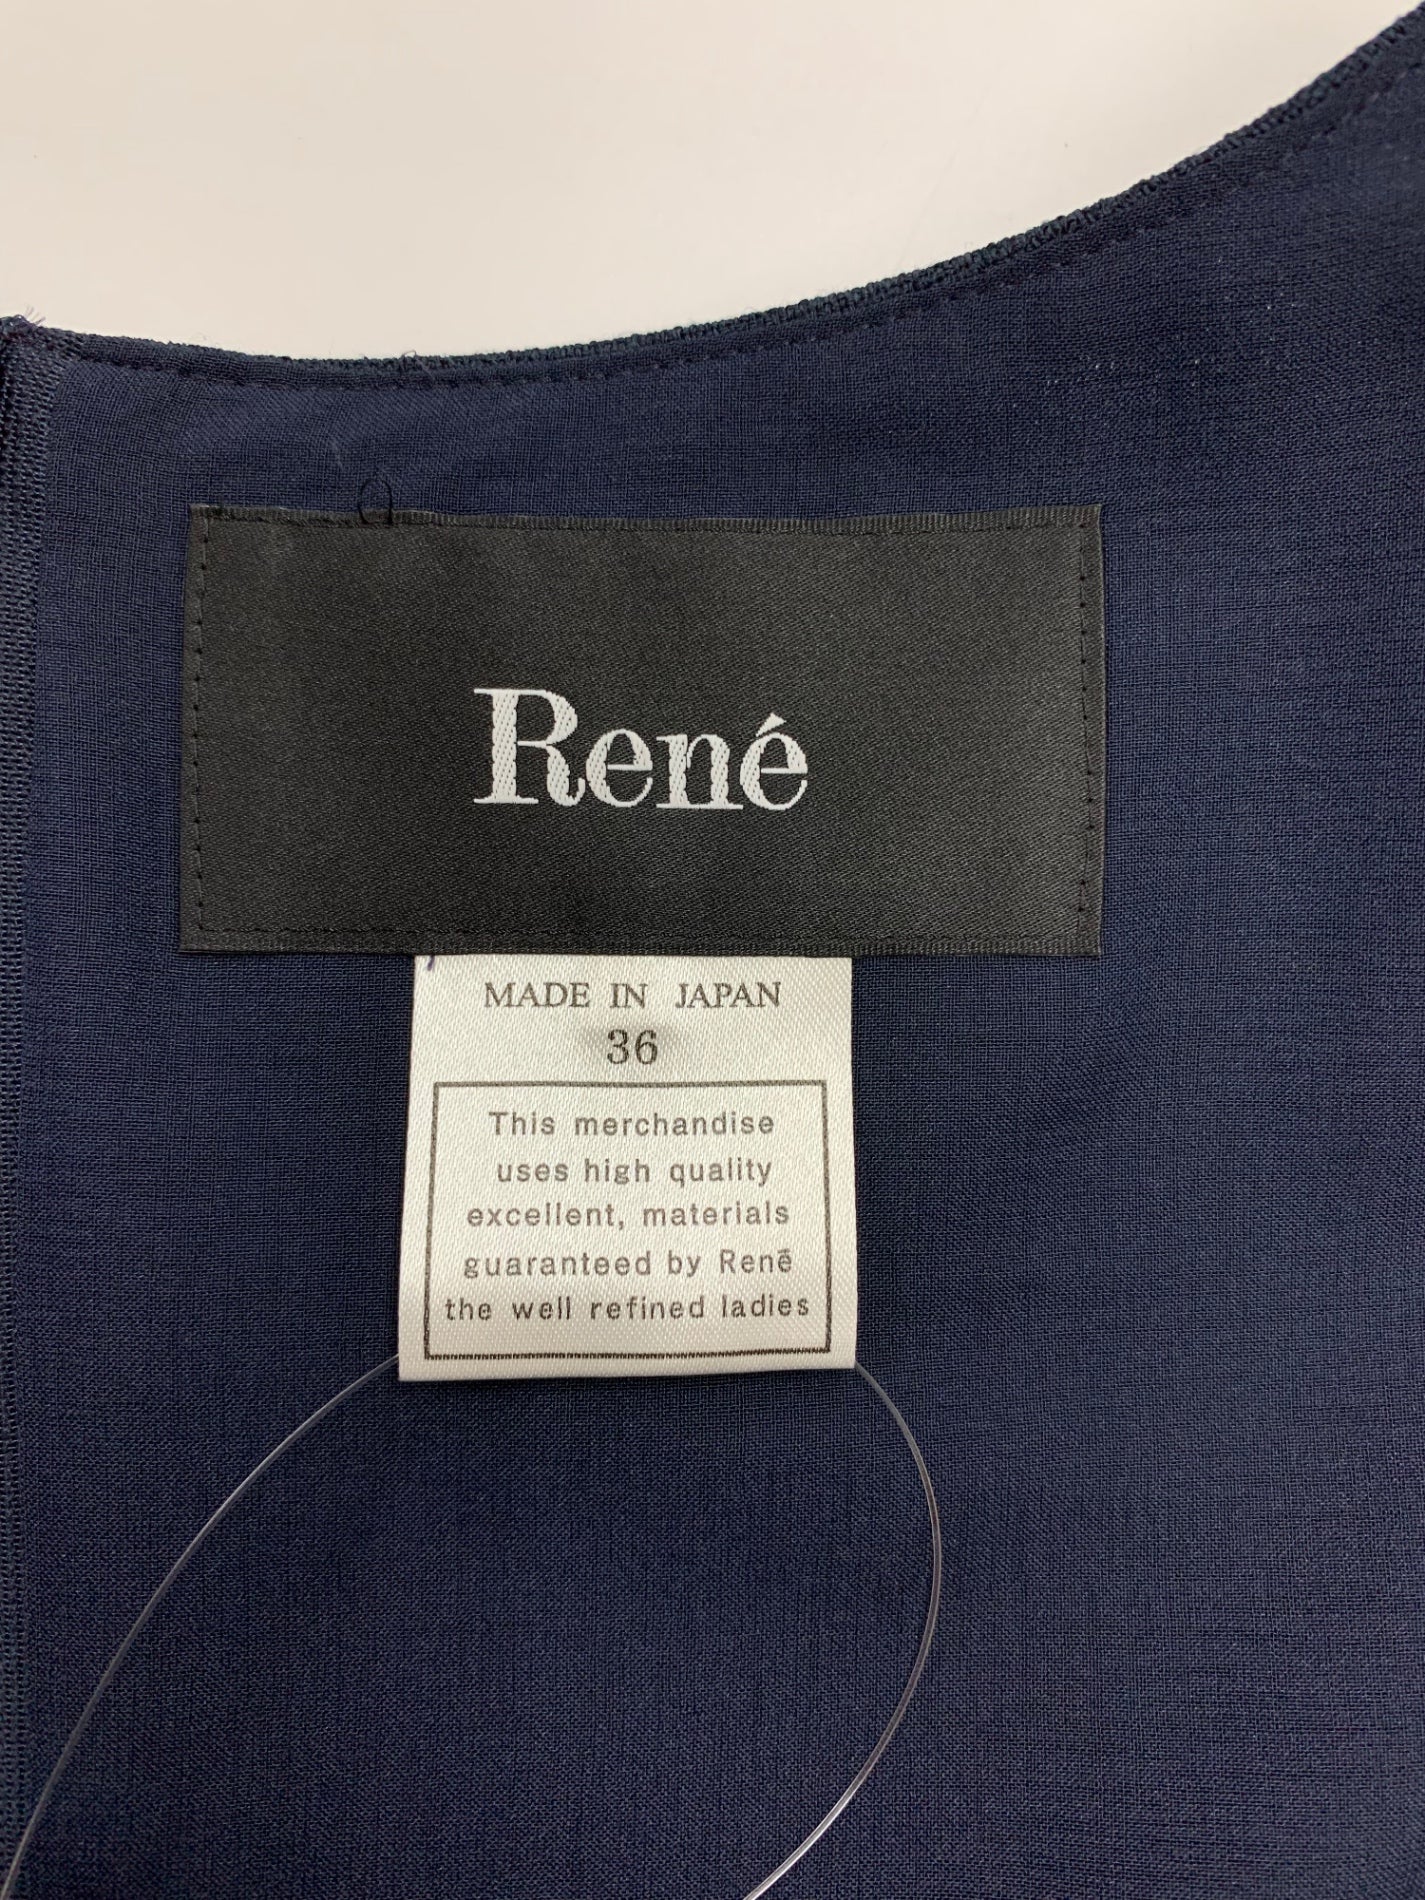 René
MADE IN JAPAN
36
This merchandise
uses high quality
excellent, materials
guaranteed by Renē
the well refined ladies